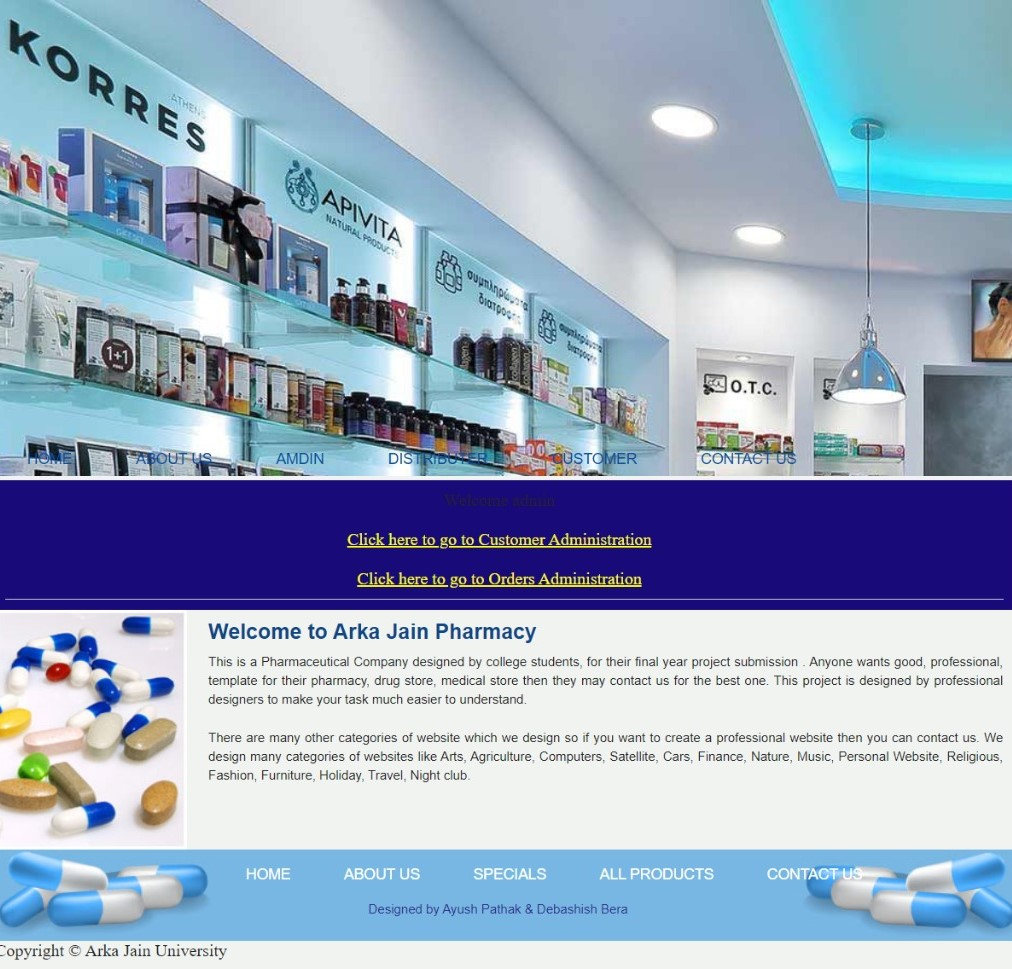 KORRES
ATHENS
APIVITA
NATURAL PRODUCTS
συμπληρώματα
διατροφής
συμπληρώματα
διατροφής
1+1
collagen
collagen
O.T.C.
HOME
ABOUT US
AMDIN
DISTRIBUTER
CUSTOMER
CONTACT US
Welcome admin
Click here to go to Customer Administration
Click here to go to Orders Administration
Welcome to Arka Jain Pharmacy
This is a Pharmaceutical Company designed by college students, for their final year project submission . Anyone wants good, professional,
template for their pharmacy, drug store, medical store then they may contact us for the best one. This project is designed by professional
designers to make your task much easier to understand.
There are many other categories of website which we design so if you want to create a professional website then you can contact us. We
design many categories of websites like Arts, Agriculture, Computers, Satellite, Cars, Finance, Nature, Music, Personal Website, Religious,
Fashion, Furniture, Holiday, Travel, Night club.
HOME
ABOUT US
SPECIALS
ALL PRODUCTS
CONTACT US
Designed by Ayush Pathak & Debashish Bera
Copyright © Arka Jain University